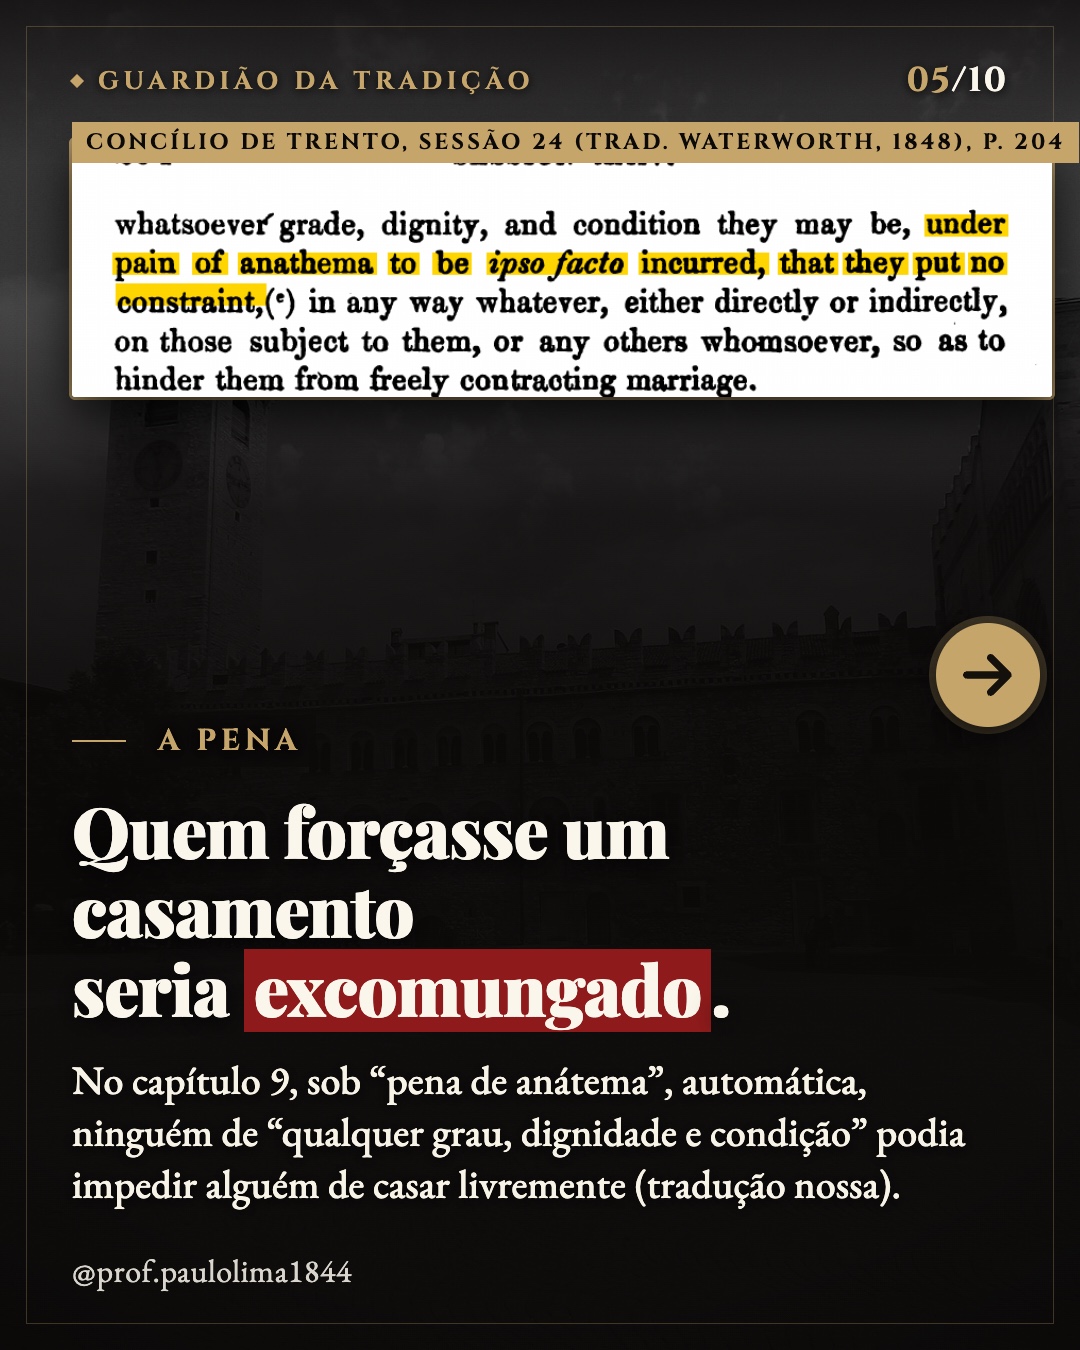 GUARDIÃO DA TRADIÇÃO
05/10
CONCÍLIO DE TRENTO, SESSÃO 24 (TRAD. WATERWORTH, 1848), P. 204
whatsoever grade, dignity, and condition they may be, under
pain of anathema to be ipso facto incurred, that they put no
constraint,(e) in any way whatever, either directly or indirectly,
on those subject to them, or any others whomsoever, so as to
hinder them from freely contracting marriage.
A PENA
Quem forçasse um
casamento
seria excomungado.
No capítulo 9, sob “pena de anátema”, automática,
ninguém de “qualquer grau, dignidade e condição” podia
impedir alguém de casar livremente (tradução nossa).
@prof.paulolima1844